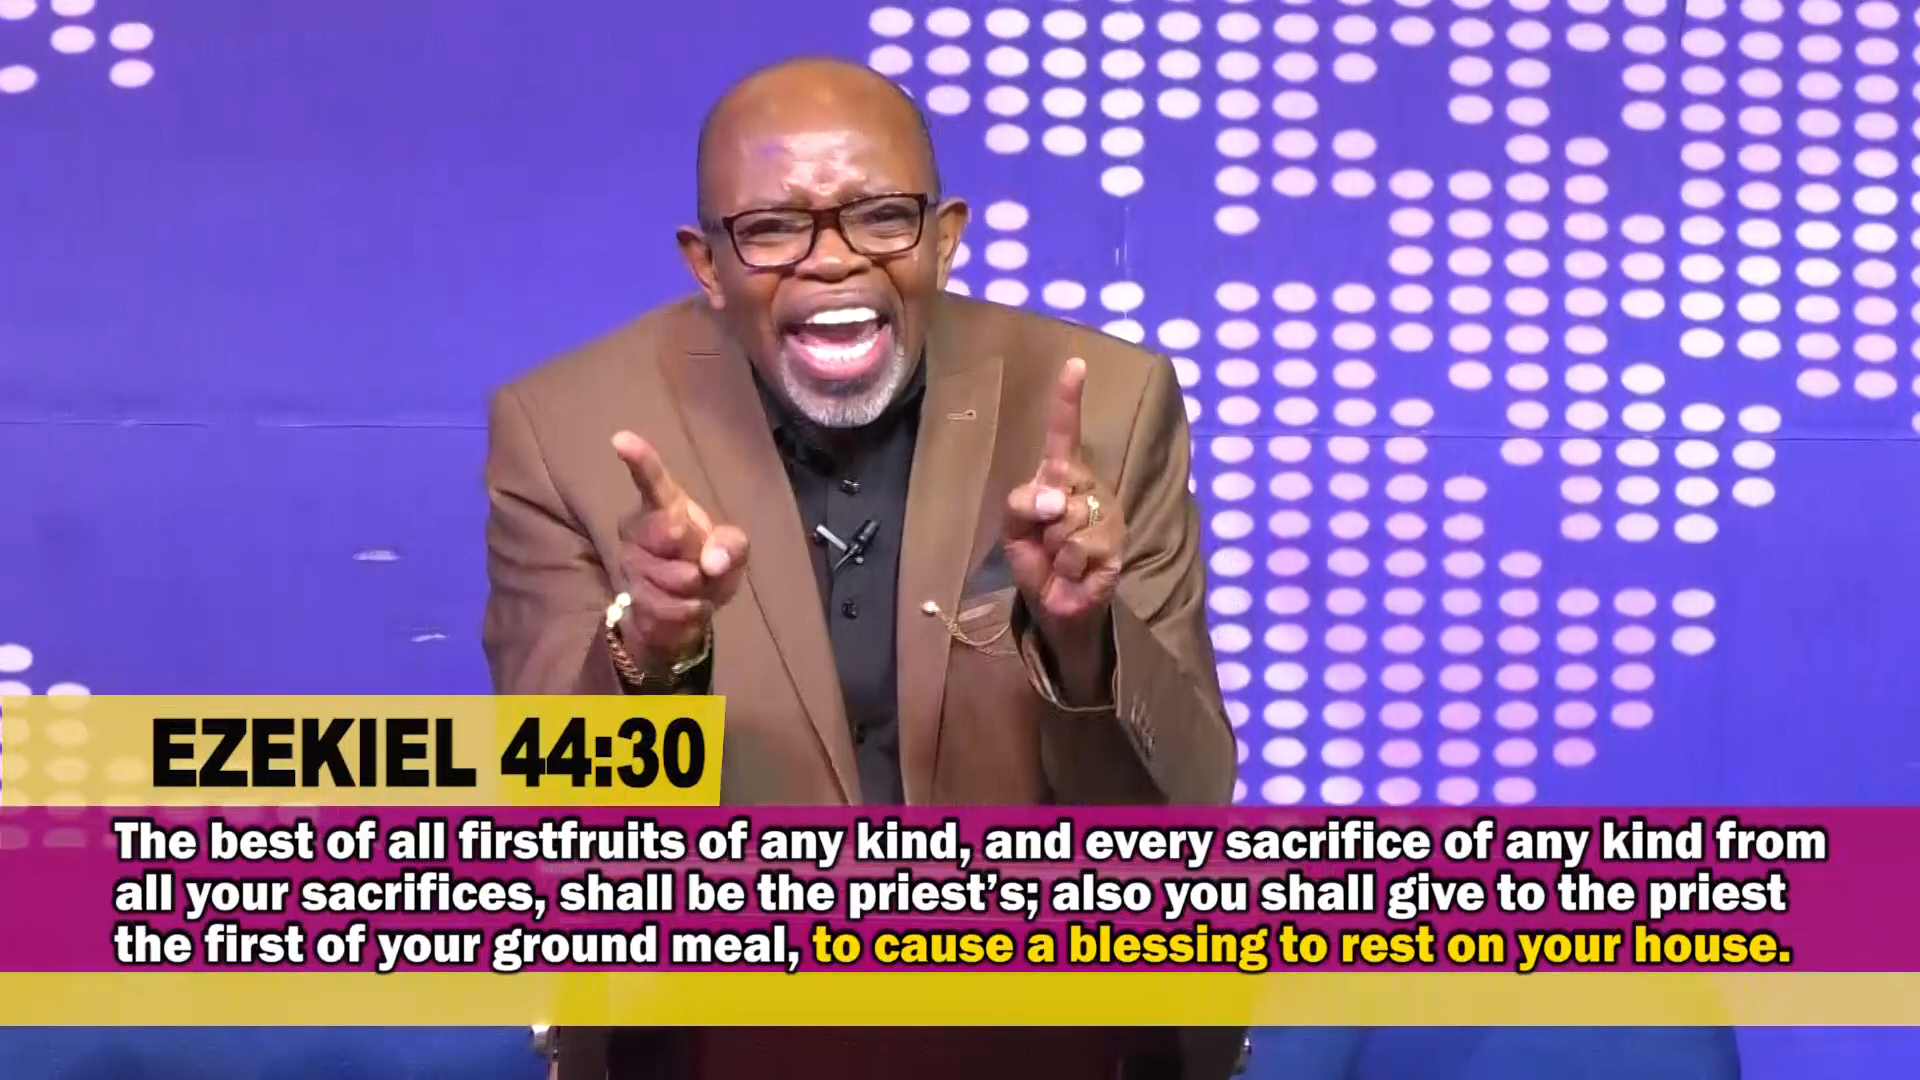 EZEKIEL 44:30
The best of all firstfruits of any kind, and every sacrifice of any kind from
all your sacrifices, shall be the priest’s; also you shall give to the priest
the first of your ground meal, to cause a blessing to rest on your house.